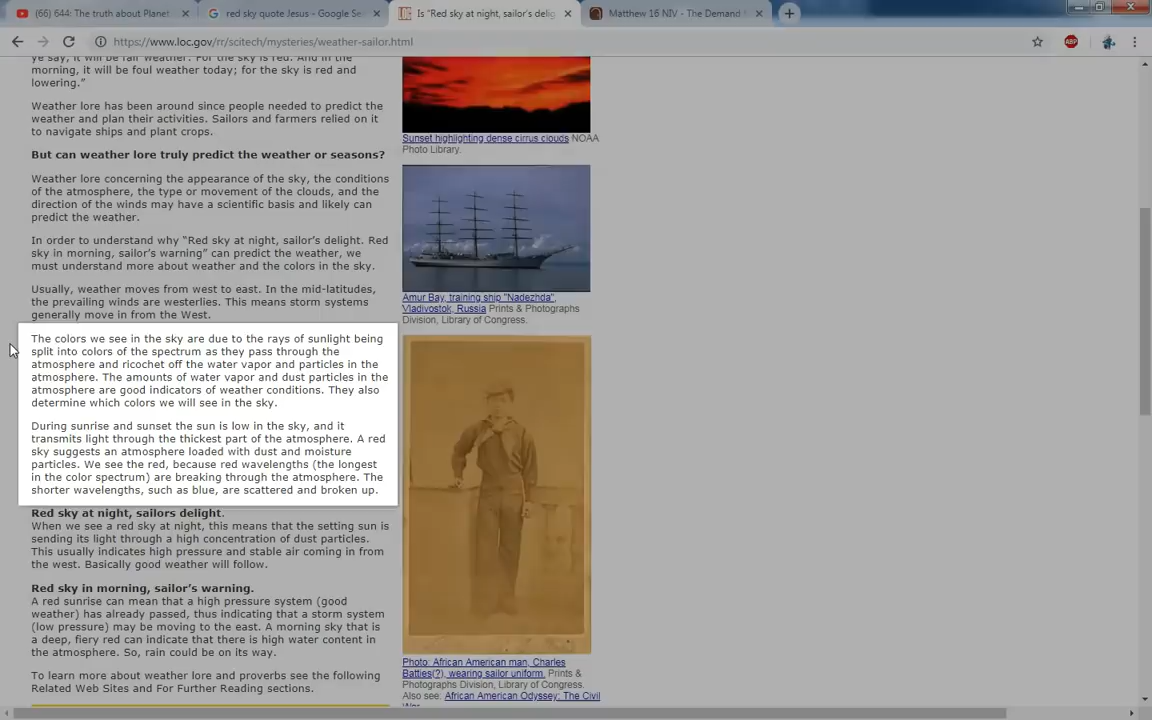 (66) 644: The truth about Planet
red sky quote Jesus - Google Se
Is “Red sky at night, sailor's delig
Matthew 16 NIV - The Demand f
https://www.loc.gov/rr/scitech/mysteries/weather-sailor.html
ABP
ye say, it will be fair weather: For the sky is red. And in the
morning, it will be foul weather today; for the sky is red and
lowering.”
Weather lore has been around since people needed to predict the
weather and plan their activities. Sailors and farmers relied on it
to navigate ships and plant crops.
But can weather lore truly predict the weather or seasons?
Weather lore concerning the appearance of the sky, the conditions
of the atmosphere, the type or movement of the clouds, and the
direction of the winds may have a scientific basis and likely can
predict the weather.
In order to understand why “Red sky at night, sailor’s delight. Red
sky in morning, sailor’s warning” can predict the weather, we
must understand more about weather and the colors in the sky.
Usually, weather moves from west to east. In the mid-latitudes,
the prevailing winds are westerlies. This means storm systems
generally move in from the West.
The colors we see in the sky are due to the rays of sunlight being
split into colors of the spectrum as they pass through the
atmosphere and ricochet off the water vapor and particles in the
atmosphere. The amounts of water vapor and dust particles in the
atmosphere are good indicators of weather conditions. They also
determine which colors we will see in the sky.
During sunrise and sunset the sun is low in the sky, and it
transmits light through the thickest part of the atmosphere. A red
sky suggests an atmosphere loaded with dust and moisture
particles. We see the red, because red wavelengths (the longest
in the color spectrum) are breaking through the atmosphere. The
shorter wavelengths, such as blue, are scattered and broken up.
Red sky at night, sailors delight.
When we see a red sky at night, this means that the setting sun is
sending its light through a high concentration of dust particles.
This usually indicates high pressure and stable air coming in from
the west. Basically good weather will follow.
Red sky in morning, sailor’s warning.
A red sunrise can mean that a high pressure system (good
weather) has already passed, thus indicating that a storm system
(low pressure) may be moving to the east. A morning sky that is
a deep, fiery red can indicate that there is high water content in
the atmosphere. So, rain could be on its way.
To learn more about weather lore and proverbs see the following
Related Web Sites and For Further Reading sections.
Sunset highlighting dense cirrus clouds NOAA
Photo Library.
Amur Bay, training ship "Nadezhda",
Vladivostok, Russia Prints & Photographs
Division, Library of Congress.
Photo: African American man, Charles
Battles(?), wearing sailor uniform. Prints &
Photographs Division, Library of Congress.
Also see: African American Odyssey: The Civil
War